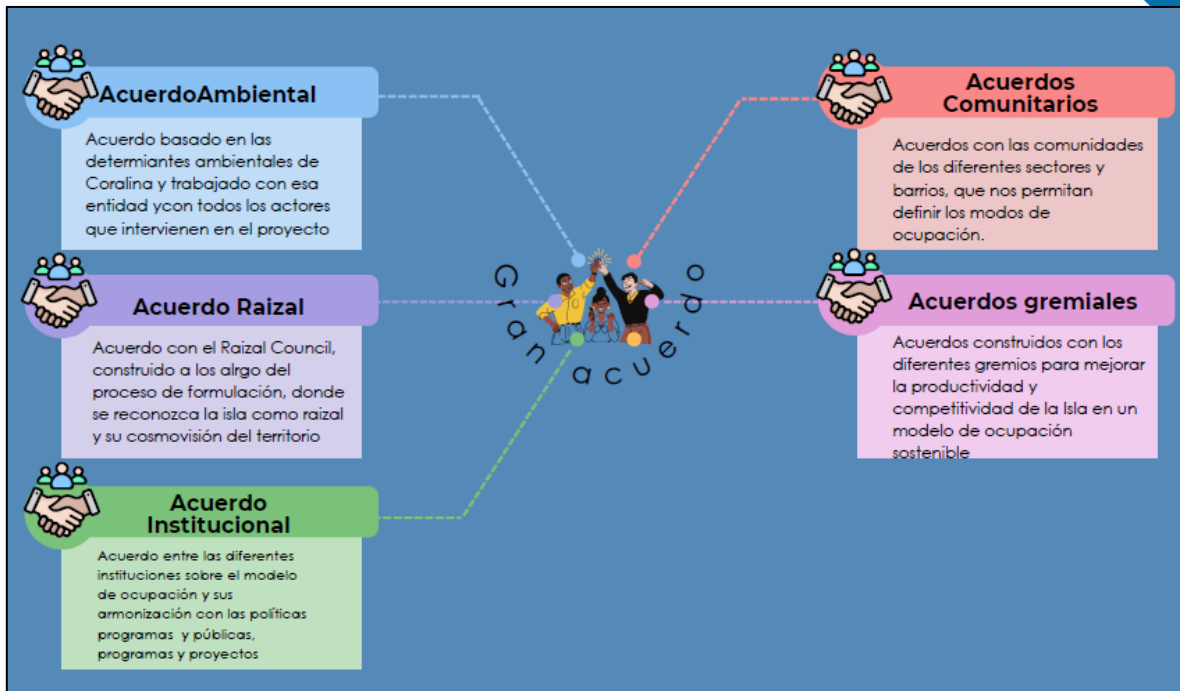 AcuerdoAmbiental
Acuerdo basado en las
determiantes ambientales de
Coralina y trabajado con esa
entidad ycon todos los actores
que intervienen en el proyecto
Acuerdo Raizal
Acuerdo con el Raizal Council,
construido a los alrgo del
proceso de formulación, donde
se reconozca la isla como raizal
y su cosmovisión del territorio
Acuerdo
Institucional
Acuerdo entre las diferentes
instituciones sobre el modelo
de ocupación y sus
armonización con las políticas
programas y públicas,
programas y proyectos
Gran acuerdo
Acuerdos
Comunitarios
Acuerdos con las comunidades
de los diferentes sectores y
barrios, que nos permitan
definir los modos de
ocupación.
Acuerdos gremiales
Acuerdos construidos con los
diferentes gremios para mejorar
la productividad y
competitividad de la Isla en un
modelo de ocupación
sostenible